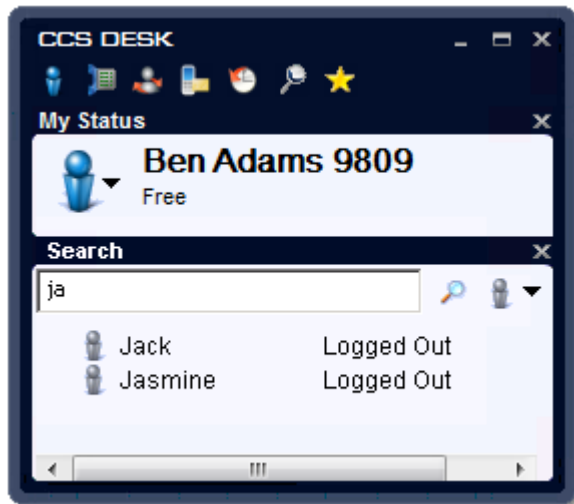 CCS DESK
My Status
Ben Adams 9809
Free
Search
ja
Jack Logged Out
Jasmine Logged Out